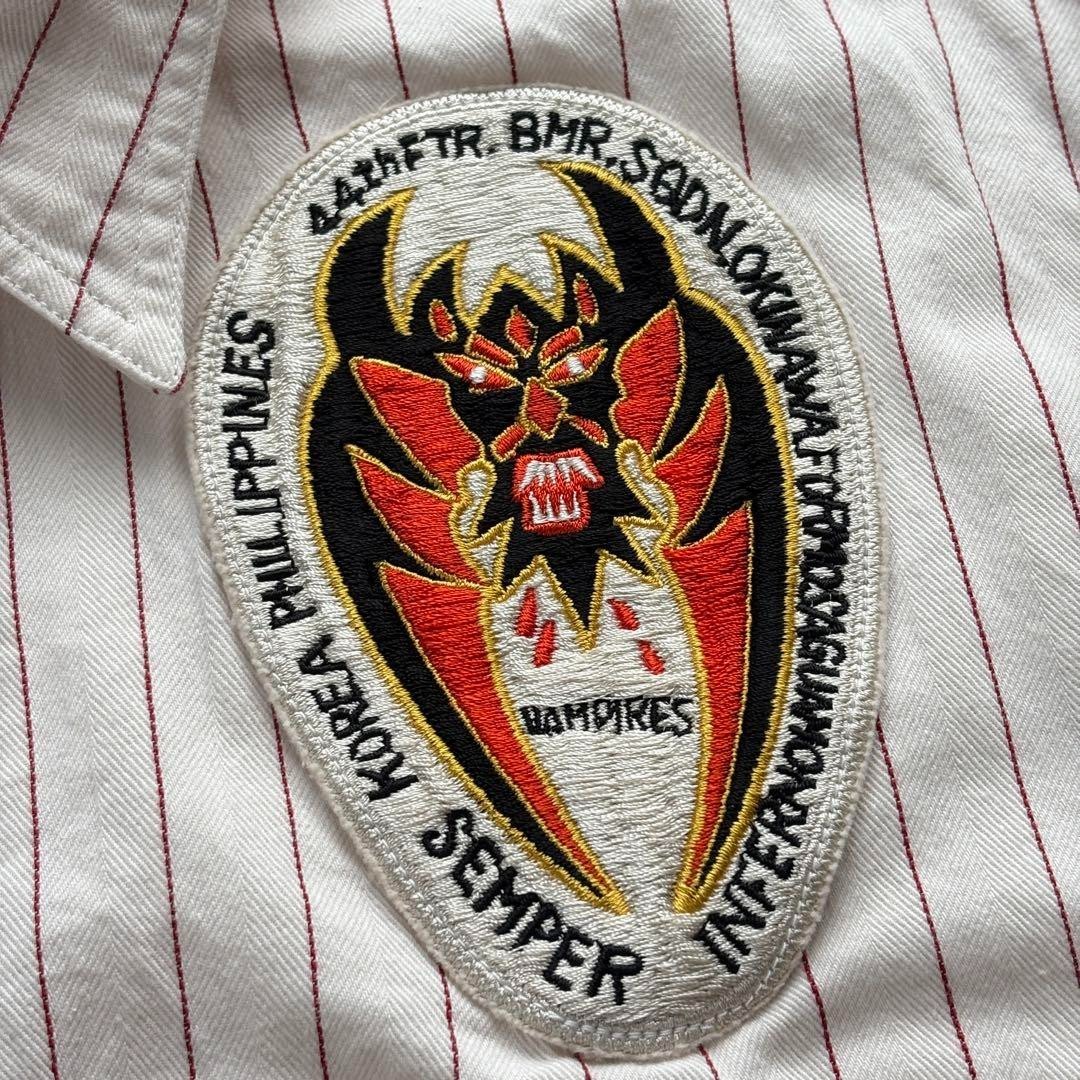 44th FTR. BMR. SQDN. OKINAWA FORMOSA GUAM
KOREA PHILIPPINES
VAMPIRES
SEMPER INFERNO